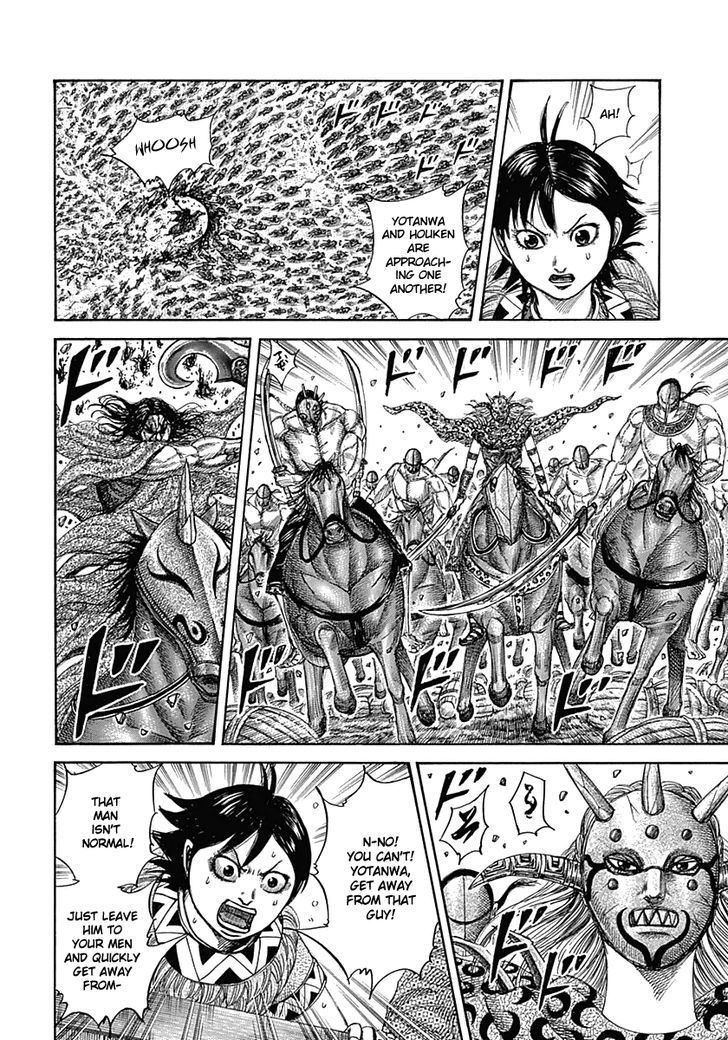 AH!
WHOOSH
ドド
ドド
YOTANWA
AND HOUKEN
ARE
APPROACH-
ING ONE
ANOTHER!
ド ド ド ド
ド
ド
ド
ド
ド
N-NO!
YOU CAN'T!
YOTANWA,
GET AWAY
FROM THAT
GUY!
THAT
MAN
ISN'T
NORMAL!
JUST LEAVE
HIM TO
YOUR MEN
AND QUICKLY
GET AWAY
FROM-